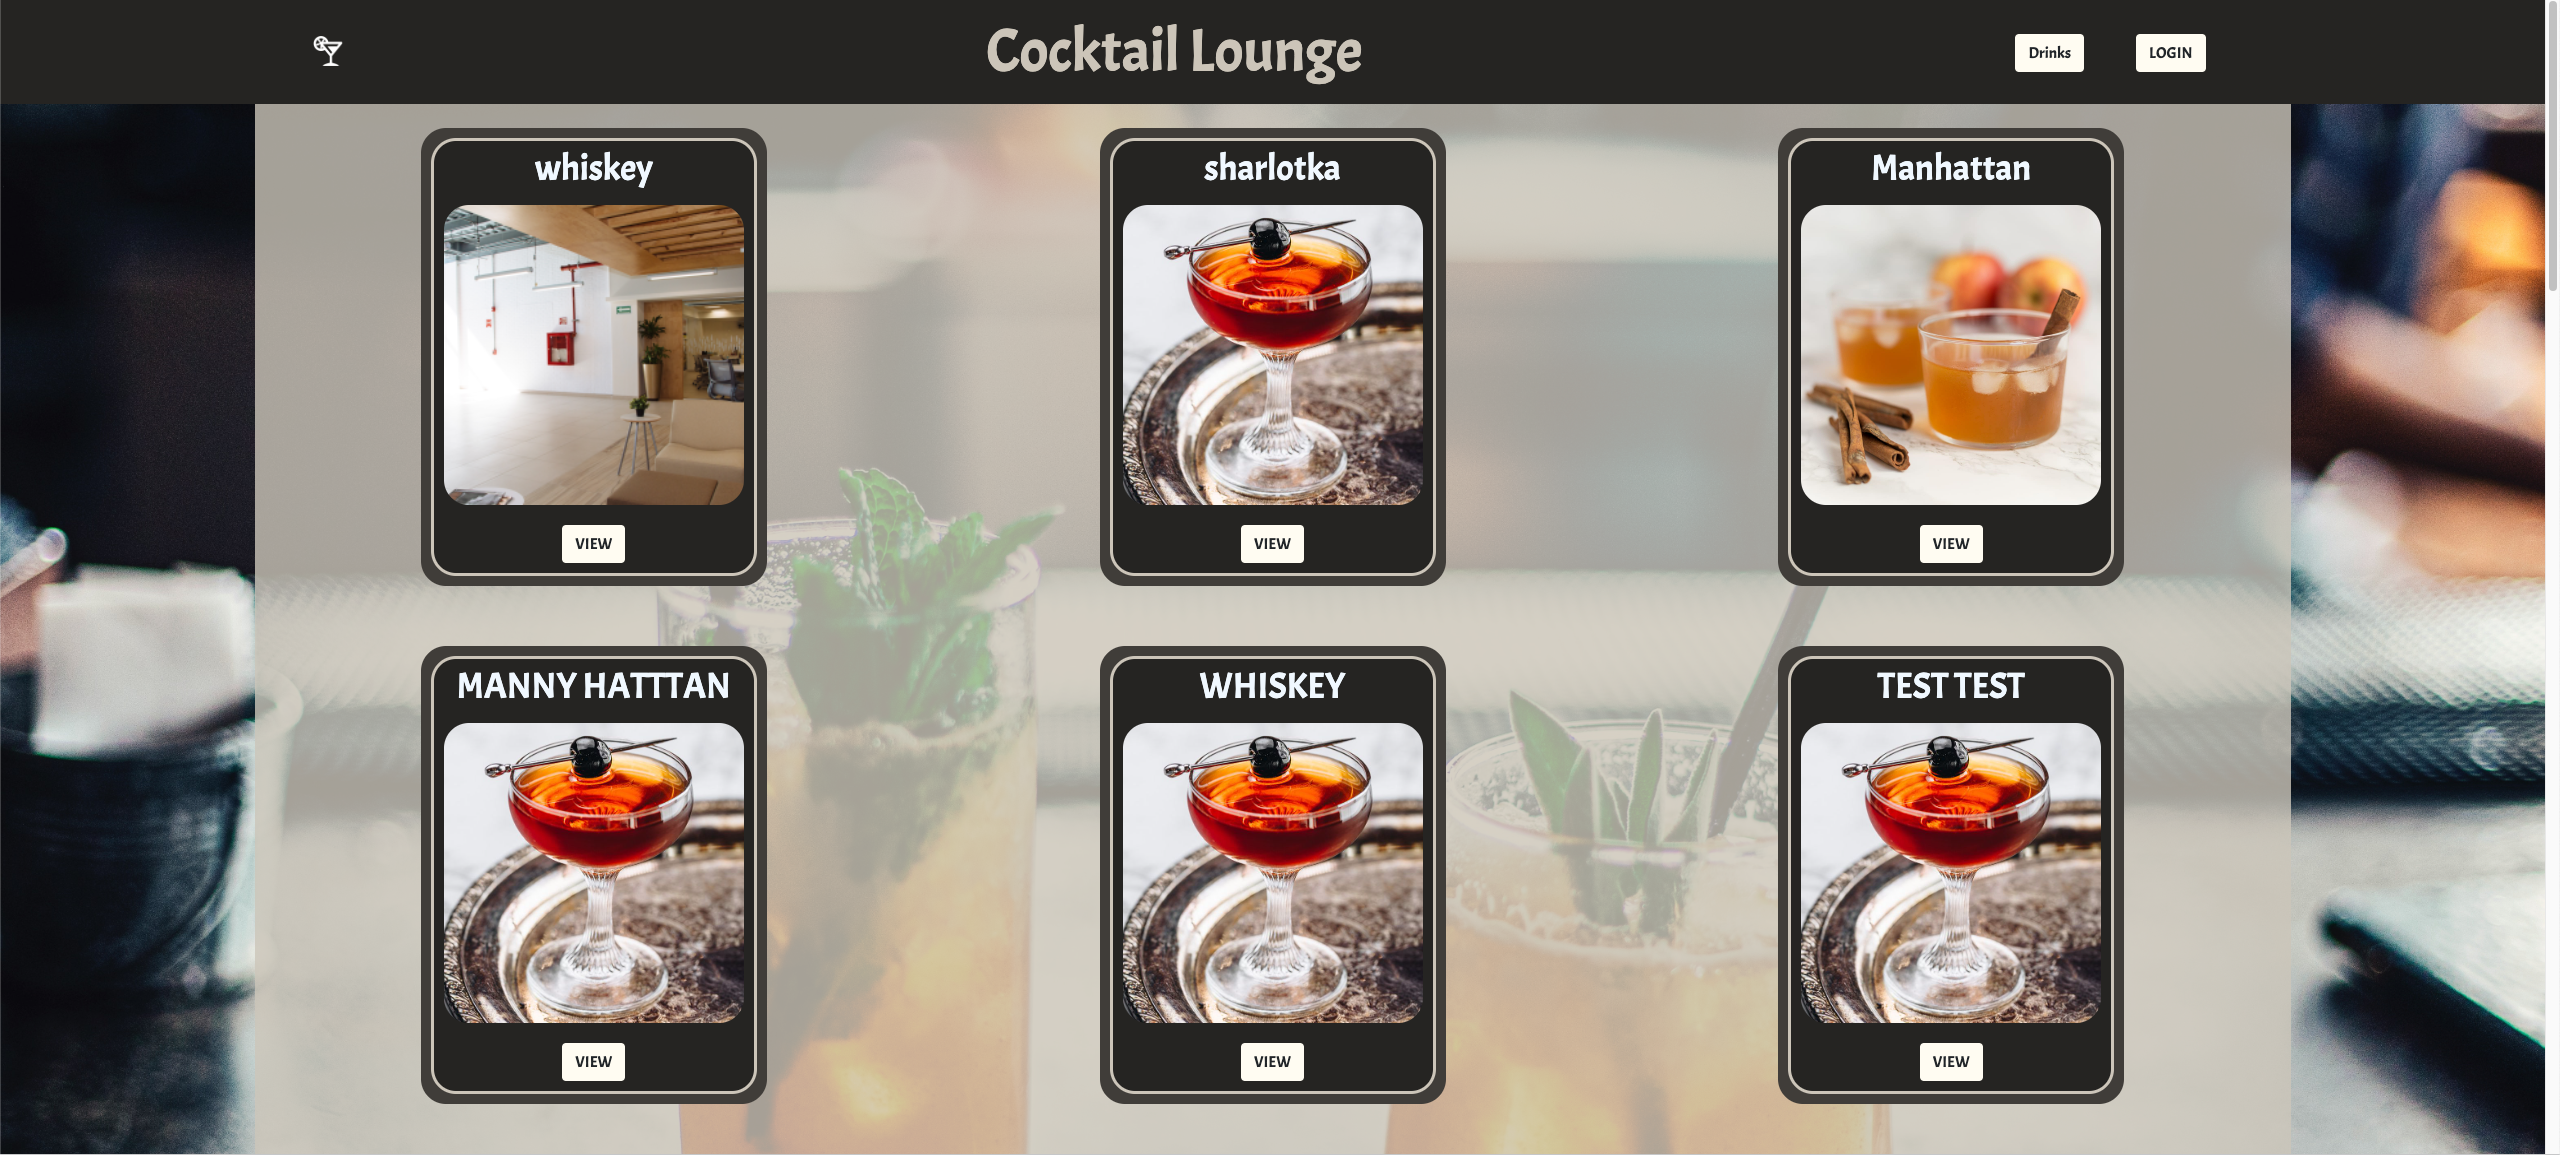 Cocktail Lounge
Drinks
LOGIN
whiskey
sharlotka
Manhattan
VIEW
VIEW
VIEW
MANNY HATTTAN
WHISKEY
TEST TEST
VIEW
VIEW
VIEW